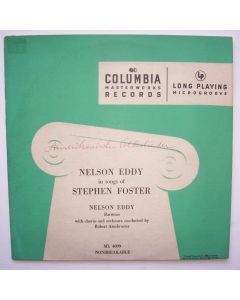 COLUMBIA
MASTERWORKS
RECORDS
LP
LONG PLAYING
MICROGROOVE
NELSON EDDY
in songs of
STEPHEN FOSTER
NELSON EDDY
Baritone
with chorus and orchestra conducted by
Robert Armbruster
ML 4099
NONBREAKABLE